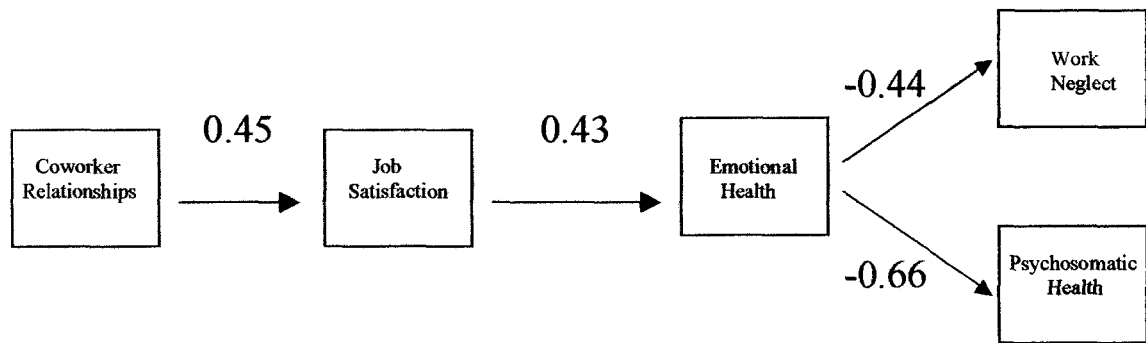 Coworker
Relationships
0.45
Job
Satisfaction
0.43
Emotional
Health
-0.44
Work
Neglect
-0.66
Psychosomatic
Health